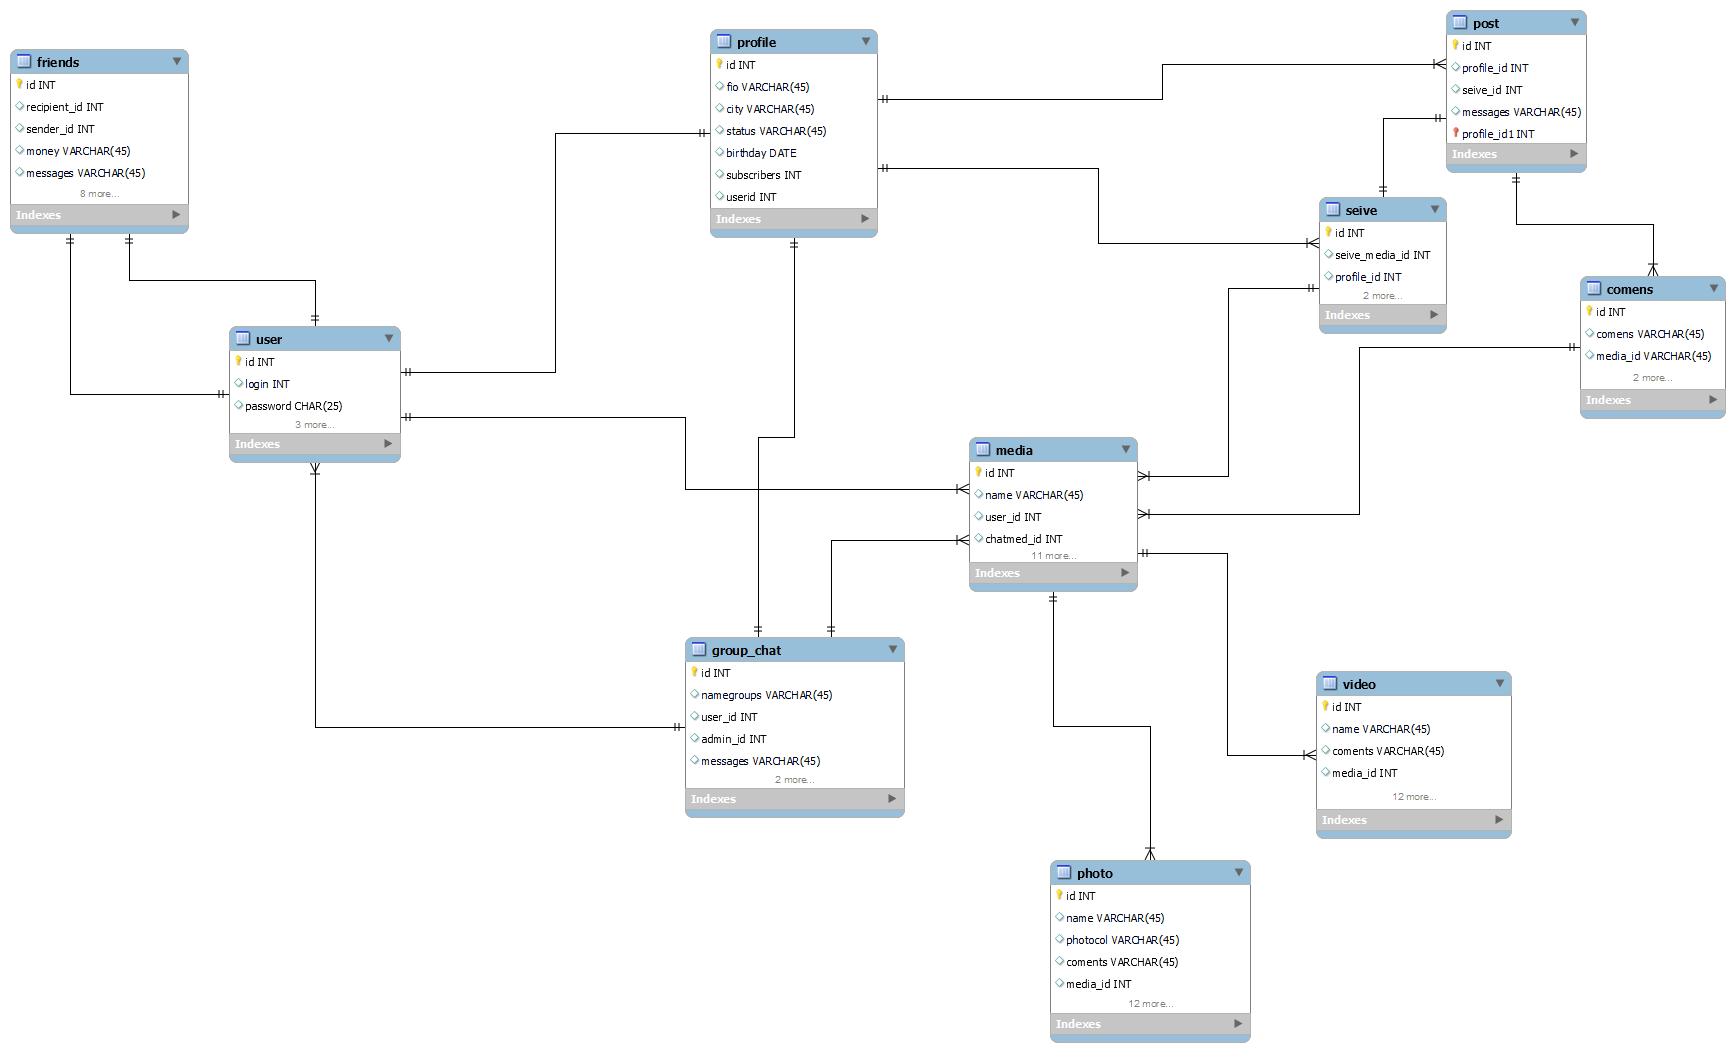 friends
id INT
recipient_id INT
sender_id INT
money VARCHAR(45)
messages VARCHAR(45)
8 more...
Indexes
profile
id INT
fio VARCHAR(45)
city VARCHAR(45)
status VARCHAR(45)
birthday DATE
subscribers INT
userid INT
Indexes
post
id INT
profile_id INT
seive_id INT
messages VARCHAR(45)
profile_id1 INT
Indexes
seive
id INT
seive_media_id INT
profile_id INT
2 more...
Indexes
comens
id INT
comens VARCHAR(45)
media_id VARCHAR(45)
2 more...
Indexes
user
id INT
login INT
password CHAR(25)
3 more...
Indexes
media
id INT
name VARCHAR(45)
user_id INT
chatmed_id INT
11 more...
Indexes
group_chat
id INT
namegroups VARCHAR(45)
user_id INT
admin_id INT
messages VARCHAR(45)
2 more...
Indexes
video
id INT
name VARCHAR(45)
coments VARCHAR(45)
media_id INT
12 more...
Indexes
photo
id INT
name VARCHAR(45)
photocol VARCHAR(45)
coments VARCHAR(45)
media_id INT
12 more...
Indexes